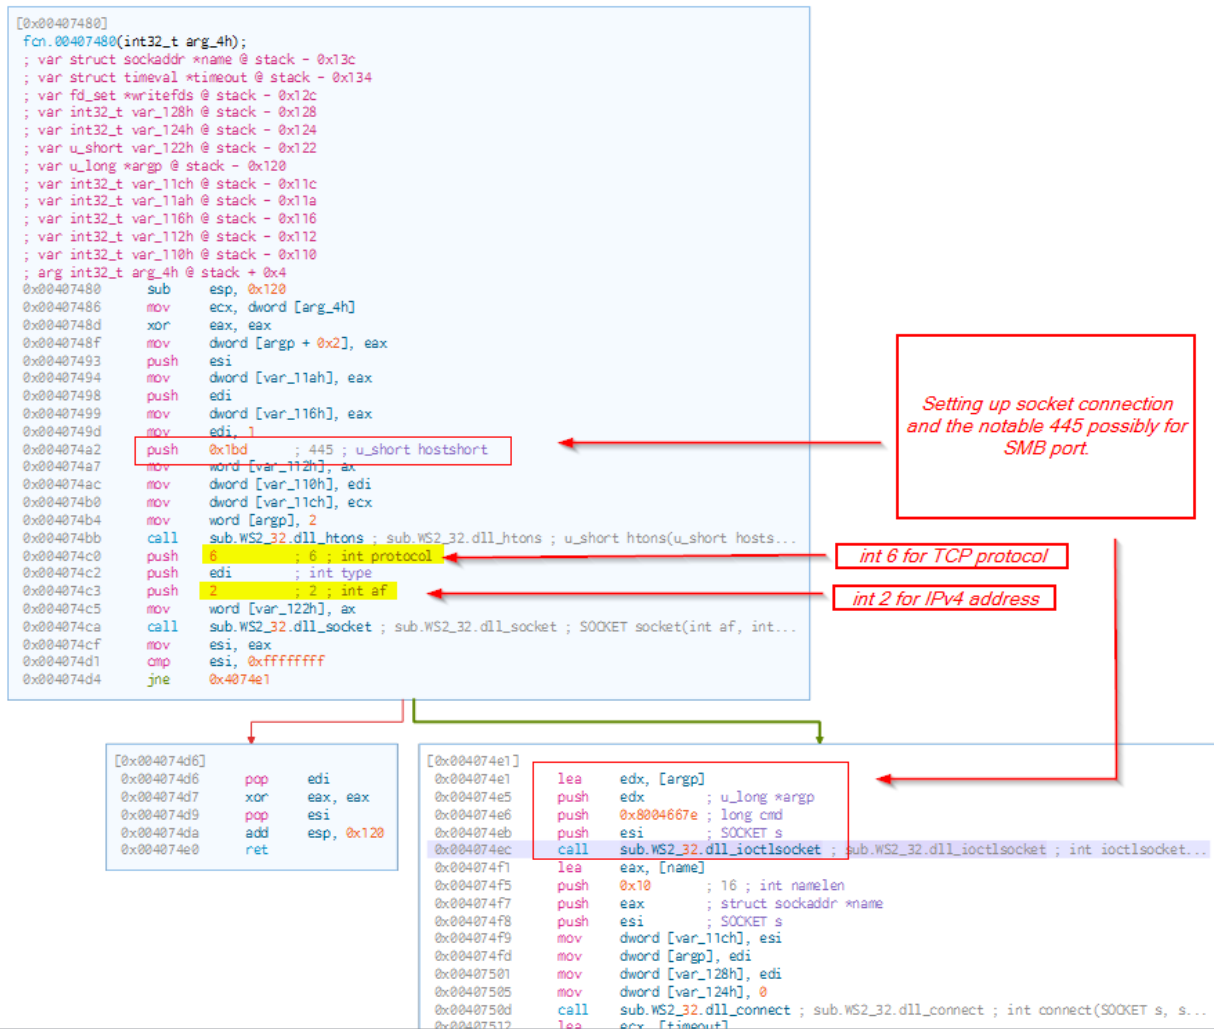 [0x00407480]
fcn.00407480(int32_t arg_4h);
; var struct sockaddr *name @ stack - 0x13c
; var struct timeval *timeout @ stack - 0x134
; var fd_set *writefds @ stack - 0x12c
; var int32_t var_128h @ stack - 0x128
; var int32_t var_124h @ stack - 0x124
; var u_short var_122h @ stack - 0x122
; var u_long *argp @ stack - 0x120
; var int32_t var_11ch @ stack - 0x11c
; var int32_t var_11ah @ stack - 0x11a
; var int32_t var_116h @ stack - 0x116
; var int32_t var_112h @ stack - 0x112
; var int32_t var_110h @ stack - 0x110
; arg int32_t arg_4h @ stack + 0x4
0x00407480 sub esp, 0x120
0x00407486 mov ecx, dword [arg_4h]
0x0040748d xor eax, eax
0x0040748f mov dword [argp + 0x2], eax
0x00407493 push esi
0x00407494 mov dword [var_11ah], eax
0x00407498 push edi
0x00407499 mov dword [var_116h], eax
0x0040749d mov edi, 1
0x004074a2 push 0x1bd ; 445 ; u_short hostshort
0x004074a7 mov word [var_112h], ax
0x004074ac mov dword [var_110h], edi
0x004074b0 mov dword [var_11ch], ecx
0x004074b4 mov word [argp], 2
0x004074bb call sub.WS2_32.dll_htons ; sub.WS2_32.dll_htons ; u_short htons(u_short hosts...
0x004074c0 push 6 ; 6 ; int protocol
0x004074c2 push edi ; int type
0x004074c3 push 2 ; 2 ; int af
0x004074c5 mov word [var_122h], ax
0x004074ca call sub.WS2_32.dll_socket ; sub.WS2_32.dll_socket ; SOCKET socket(int af, int...
0x004074cf mov esi, eax
0x004074d1 cmp esi, 0xffffffff
0x004074d4 jne 0x4074e1
Setting up socket connection
and the notable 445 possibly for
SMB port.
int 6 for TCP protocol
int 2 for IPv4 address
[0x004074d6]
0x004074d6 pop edi
0x004074d7 xor eax, eax
0x004074d9 pop esi
0x004074da add esp, 0x120
0x004074e0 ret
[0x004074e1]
0x004074e1 lea edx, [argp]
0x004074e5 push edx ; u_long *argp
0x004074e6 push 0x8004667e ; long cmd
0x004074eb push esi ; SOCKET s
0x004074ec call sub.WS2_32.dll_ioctlsocket ; sub.WS2_32.dll_ioctlsocket ; int ioctlsocket...
0x004074f1 lea eax, [name]
0x004074f5 push 0x10 ; 16 ; int namelen
0x004074f7 push eax ; struct sockaddr *name
0x004074f8 push esi ; SOCKET s
0x004074f9 mov dword [var_11ch], esi
0x004074fd mov dword [argp], edi
0x00407501 mov dword [var_128h], edi
0x00407505 mov dword [var_124h], 0
0x0040750d call sub.WS2_32.dll_connect ; sub.WS2_32.dll_connect ; int connect(SOCKET s, s...
0x00407512 lea ecx, [timeout]